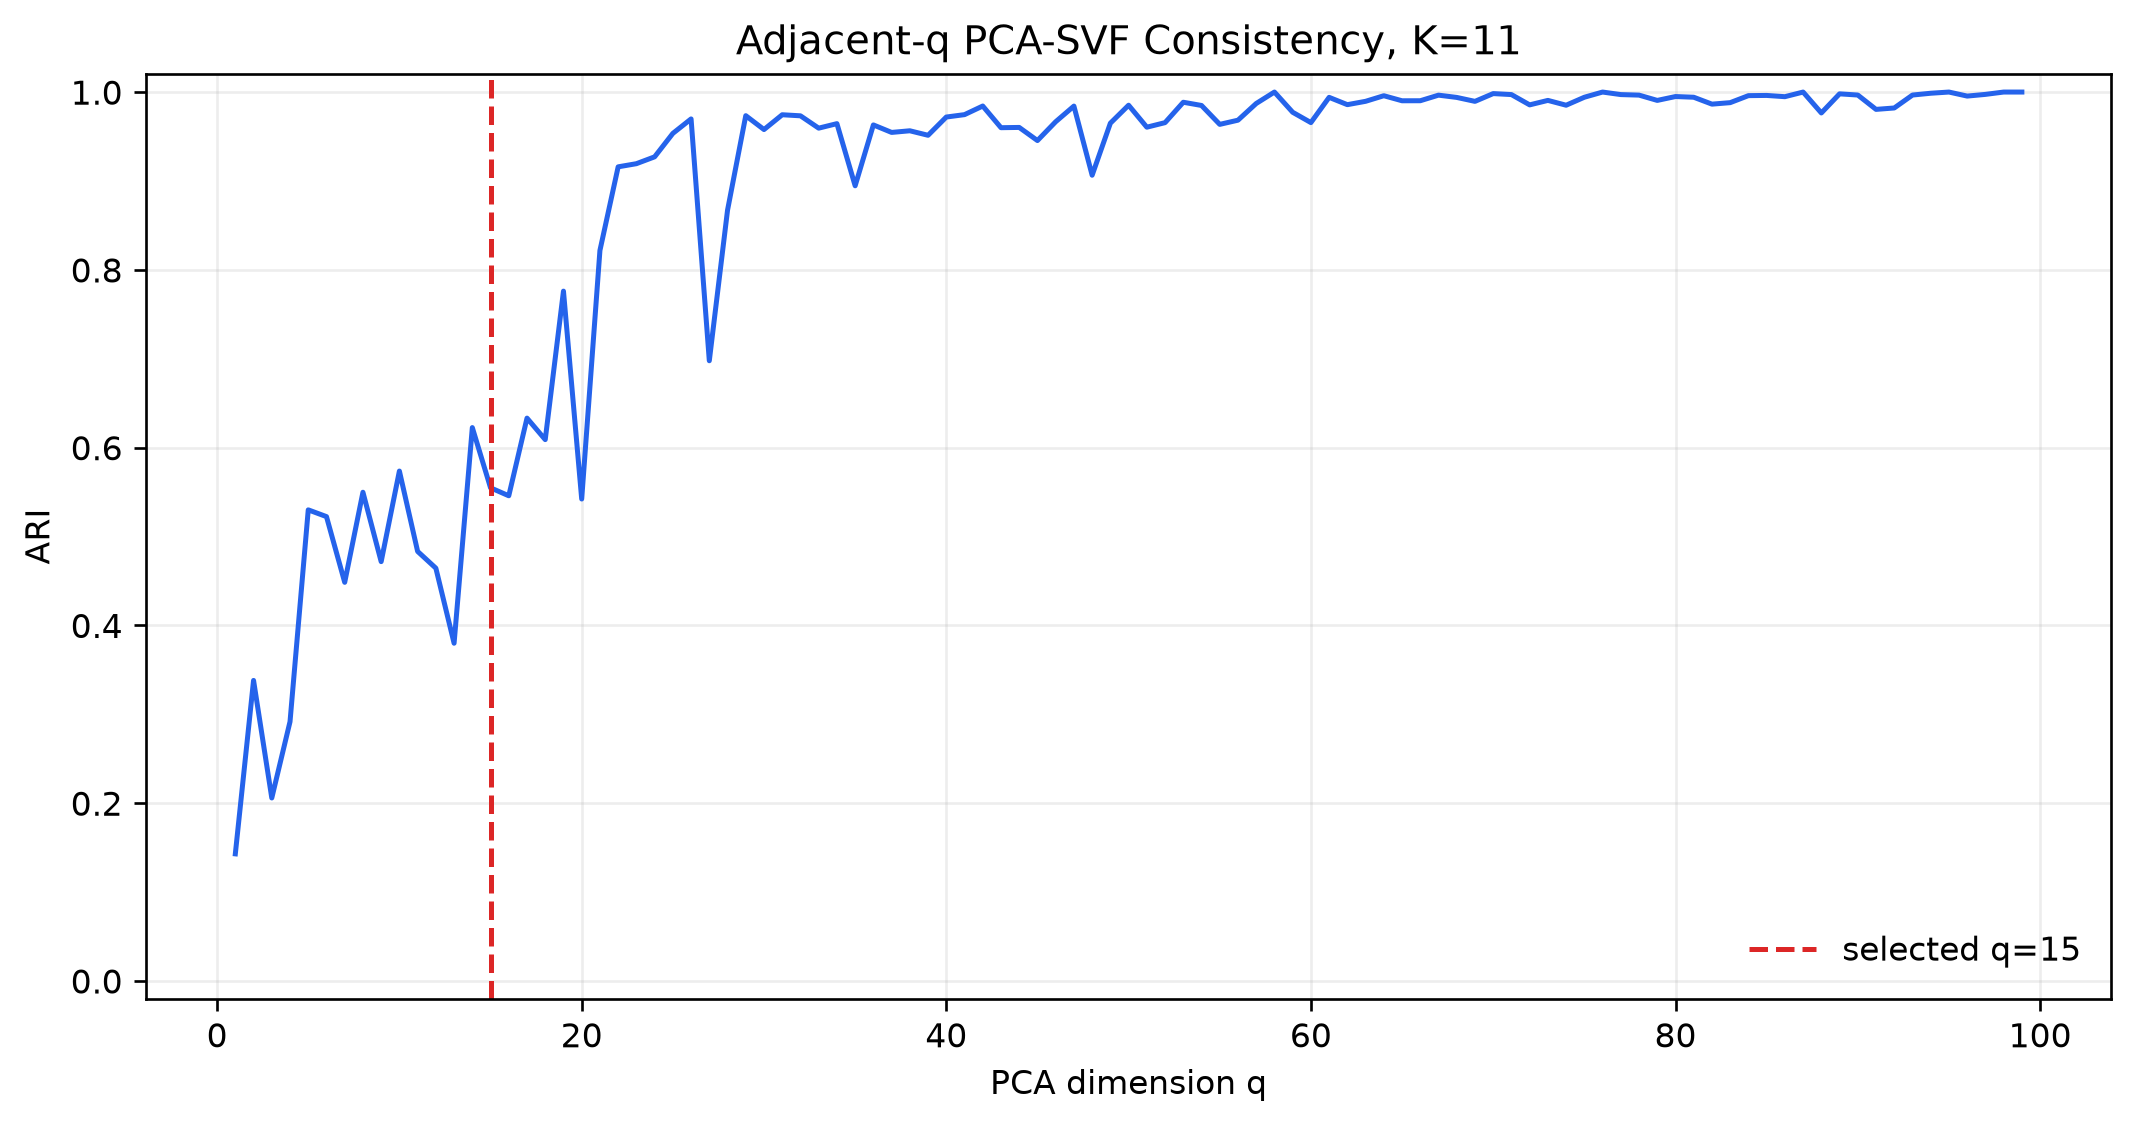 Adjacent-q PCA-SVF Consistency, K=11
1.0
0.8
0.6
0.4
0.2
0.0
ARI
0 20 40 60 80 100
PCA dimension q
selected q=15